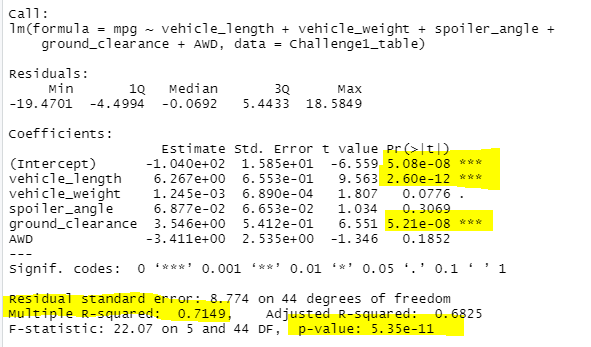 Call:
lm(formula = mpg ~ vehicle_length + vehicle_weight + spoiler_angle +
    ground_clearance + AWD, data = Challenge1_table)
Residuals:
     Min       1Q   Median       3Q      Max
-19.4701  -4.4994  -0.0692   5.4433  18.5849
Coefficients:
                   Estimate Std. Error t value Pr(>|t|)
(Intercept)      -1.040e+02  1.585e+01  -6.559 5.08e-08 ***
vehicle_length    6.267e+00  6.553e-01   9.563 2.60e-12 ***
vehicle_weight    1.245e-03  6.890e-04   1.807   0.0776 .
spoiler_angle     6.877e-02  6.653e-02   1.034   0.3069
ground_clearance  3.546e+00  5.412e-01   6.551 5.21e-08 ***
AWD              -3.411e+00  2.535e+00  -1.346   0.1852
---
Signif. codes:  0 ‘***’ 0.001 ‘**’ 0.01 ‘*’ 0.05 ‘.’ 0.1 ‘ ’ 1
Residual standard error: 8.774 on 44 degrees of freedom
Multiple R-squared:  0.7149,	Adjusted R-squared:  0.6825
F-statistic: 22.07 on 5 and 44 DF,  p-value: 5.35e-11